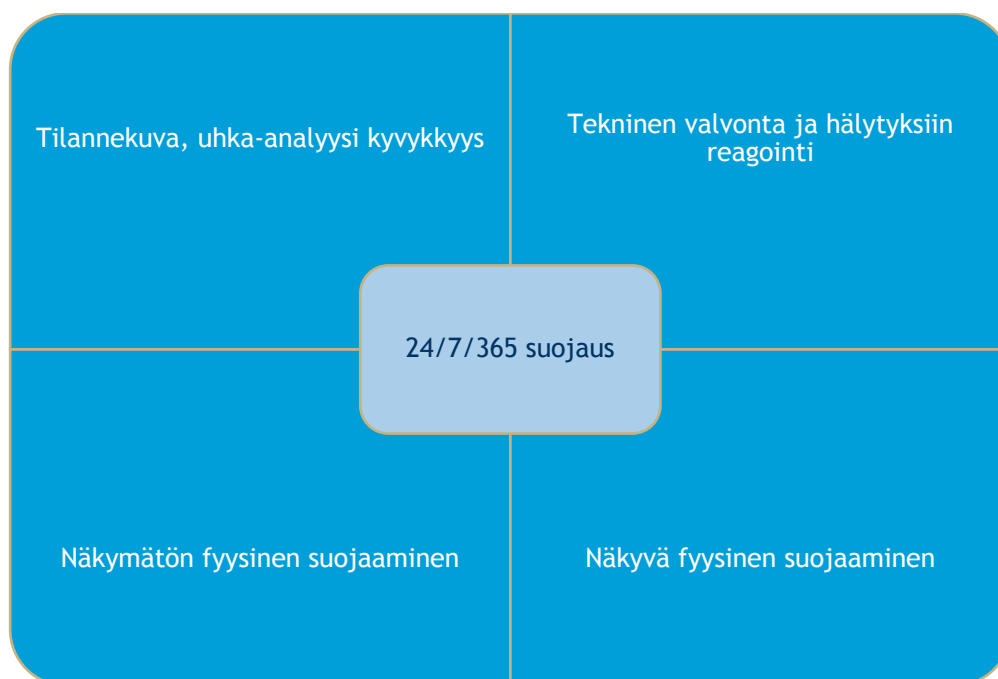 Tilannekuva, uhka-analyysi kyvykkyys
Tekninen valvonta ja hälytyksiin
reagointi
24/7/365 suojaus
Näkymätön fyysinen suojaaminen
Näkyvä fyysinen suojaaminen